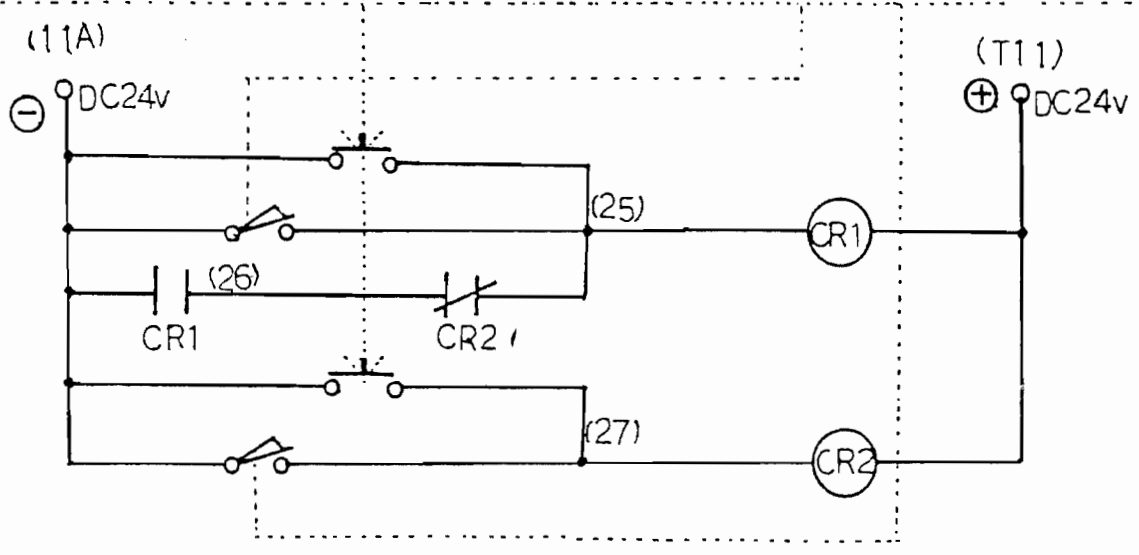 (11A)
(T11)
⊖ DC24v
⊕ DC24v
(25)
CR1
(26)
CR1
CR2
(27)
CR2